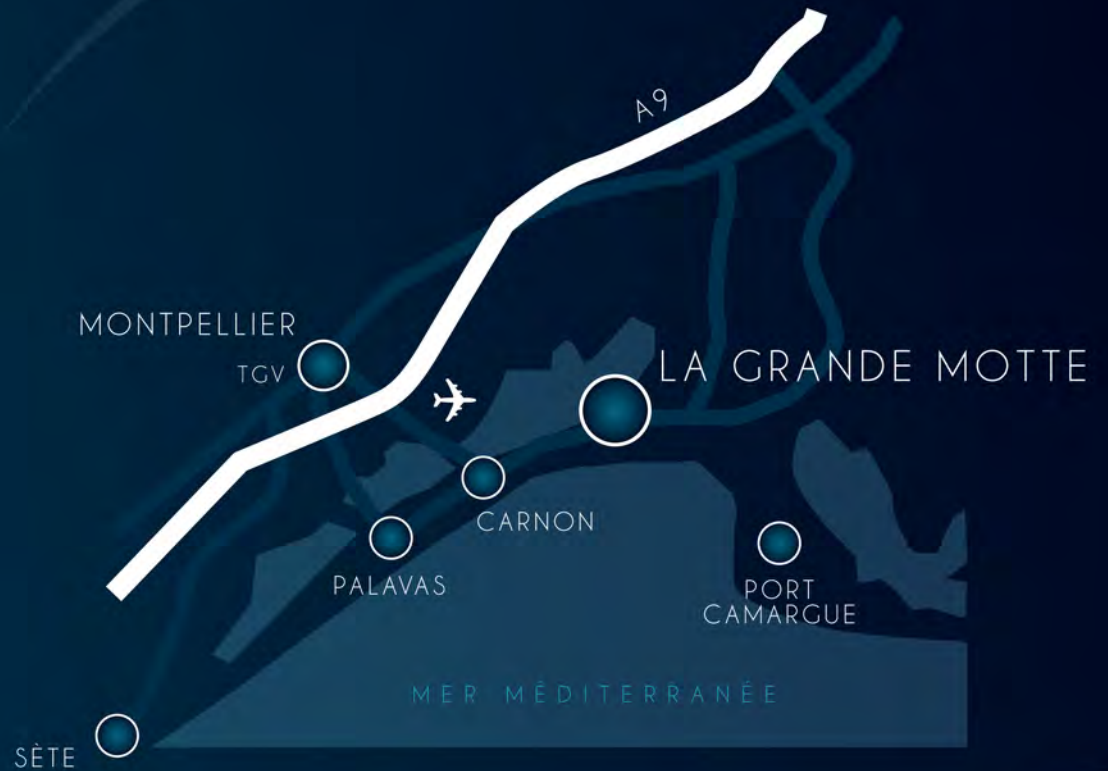 A9
MONTPELLIER
TGV
LA GRANDE MOTTE
CARNON
PALAVAS
PORT
CAMARGUE
MER MÉDITERRANÉE
SÈTE